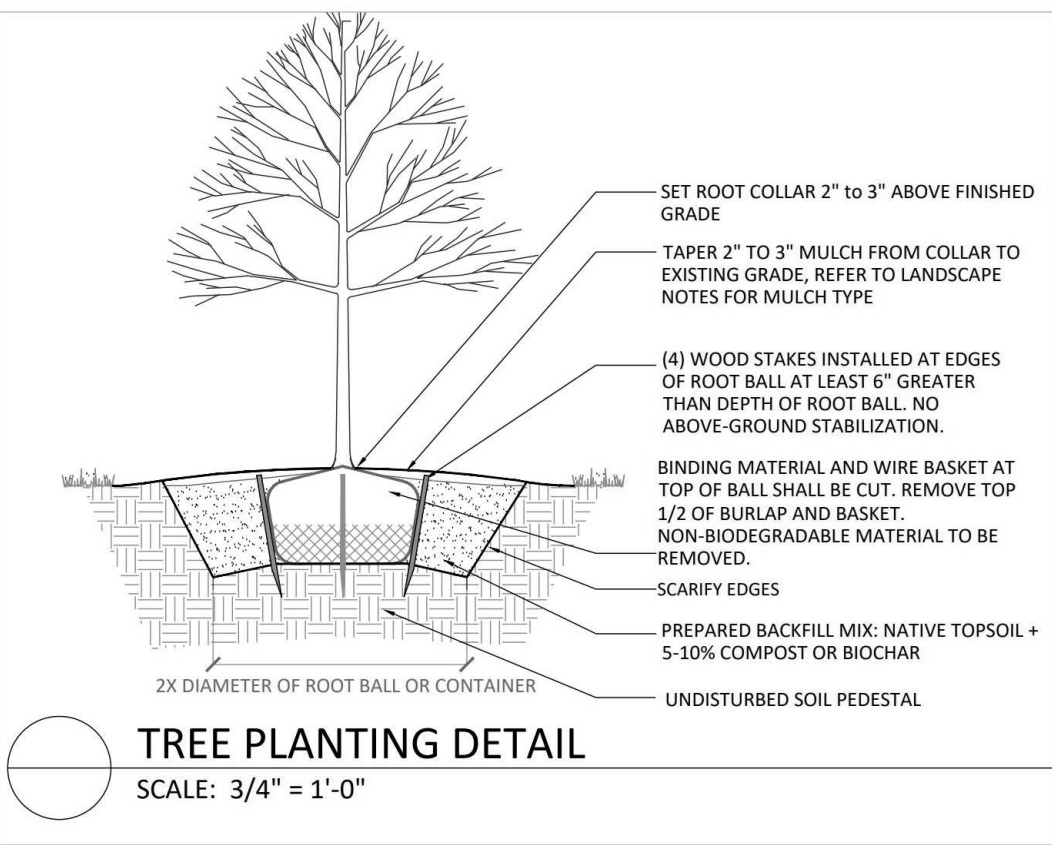 SET ROOT COLLAR 2" to 3" ABOVE FINISHED
GRADE
TAPER 2" TO 3" MULCH FROM COLLAR TO
EXISTING GRADE, REFER TO LANDSCAPE
NOTES FOR MULCH TYPE
(4) WOOD STAKES INSTALLED AT EDGES
OF ROOT BALL AT LEAST 6" GREATER
THAN DEPTH OF ROOT BALL. NO
ABOVE-GROUND STABILIZATION.
BINDING MATERIAL AND WIRE BASKET AT
TOP OF BALL SHALL BE CUT. REMOVE TOP
1/2 OF BURLAP AND BASKET.
NON-BIODEGRADABLE MATERIAL TO BE
REMOVED.
SCARIFY EDGES
PREPARED BACKFILL MIX: NATIVE TOPSOIL +
5-10% COMPOST OR BIOCHAR
UNDISTURBED SOIL PEDESTAL
2X DIAMETER OF ROOT BALL OR CONTAINER
TREE PLANTING DETAIL
SCALE: 3/4" = 1'-0"